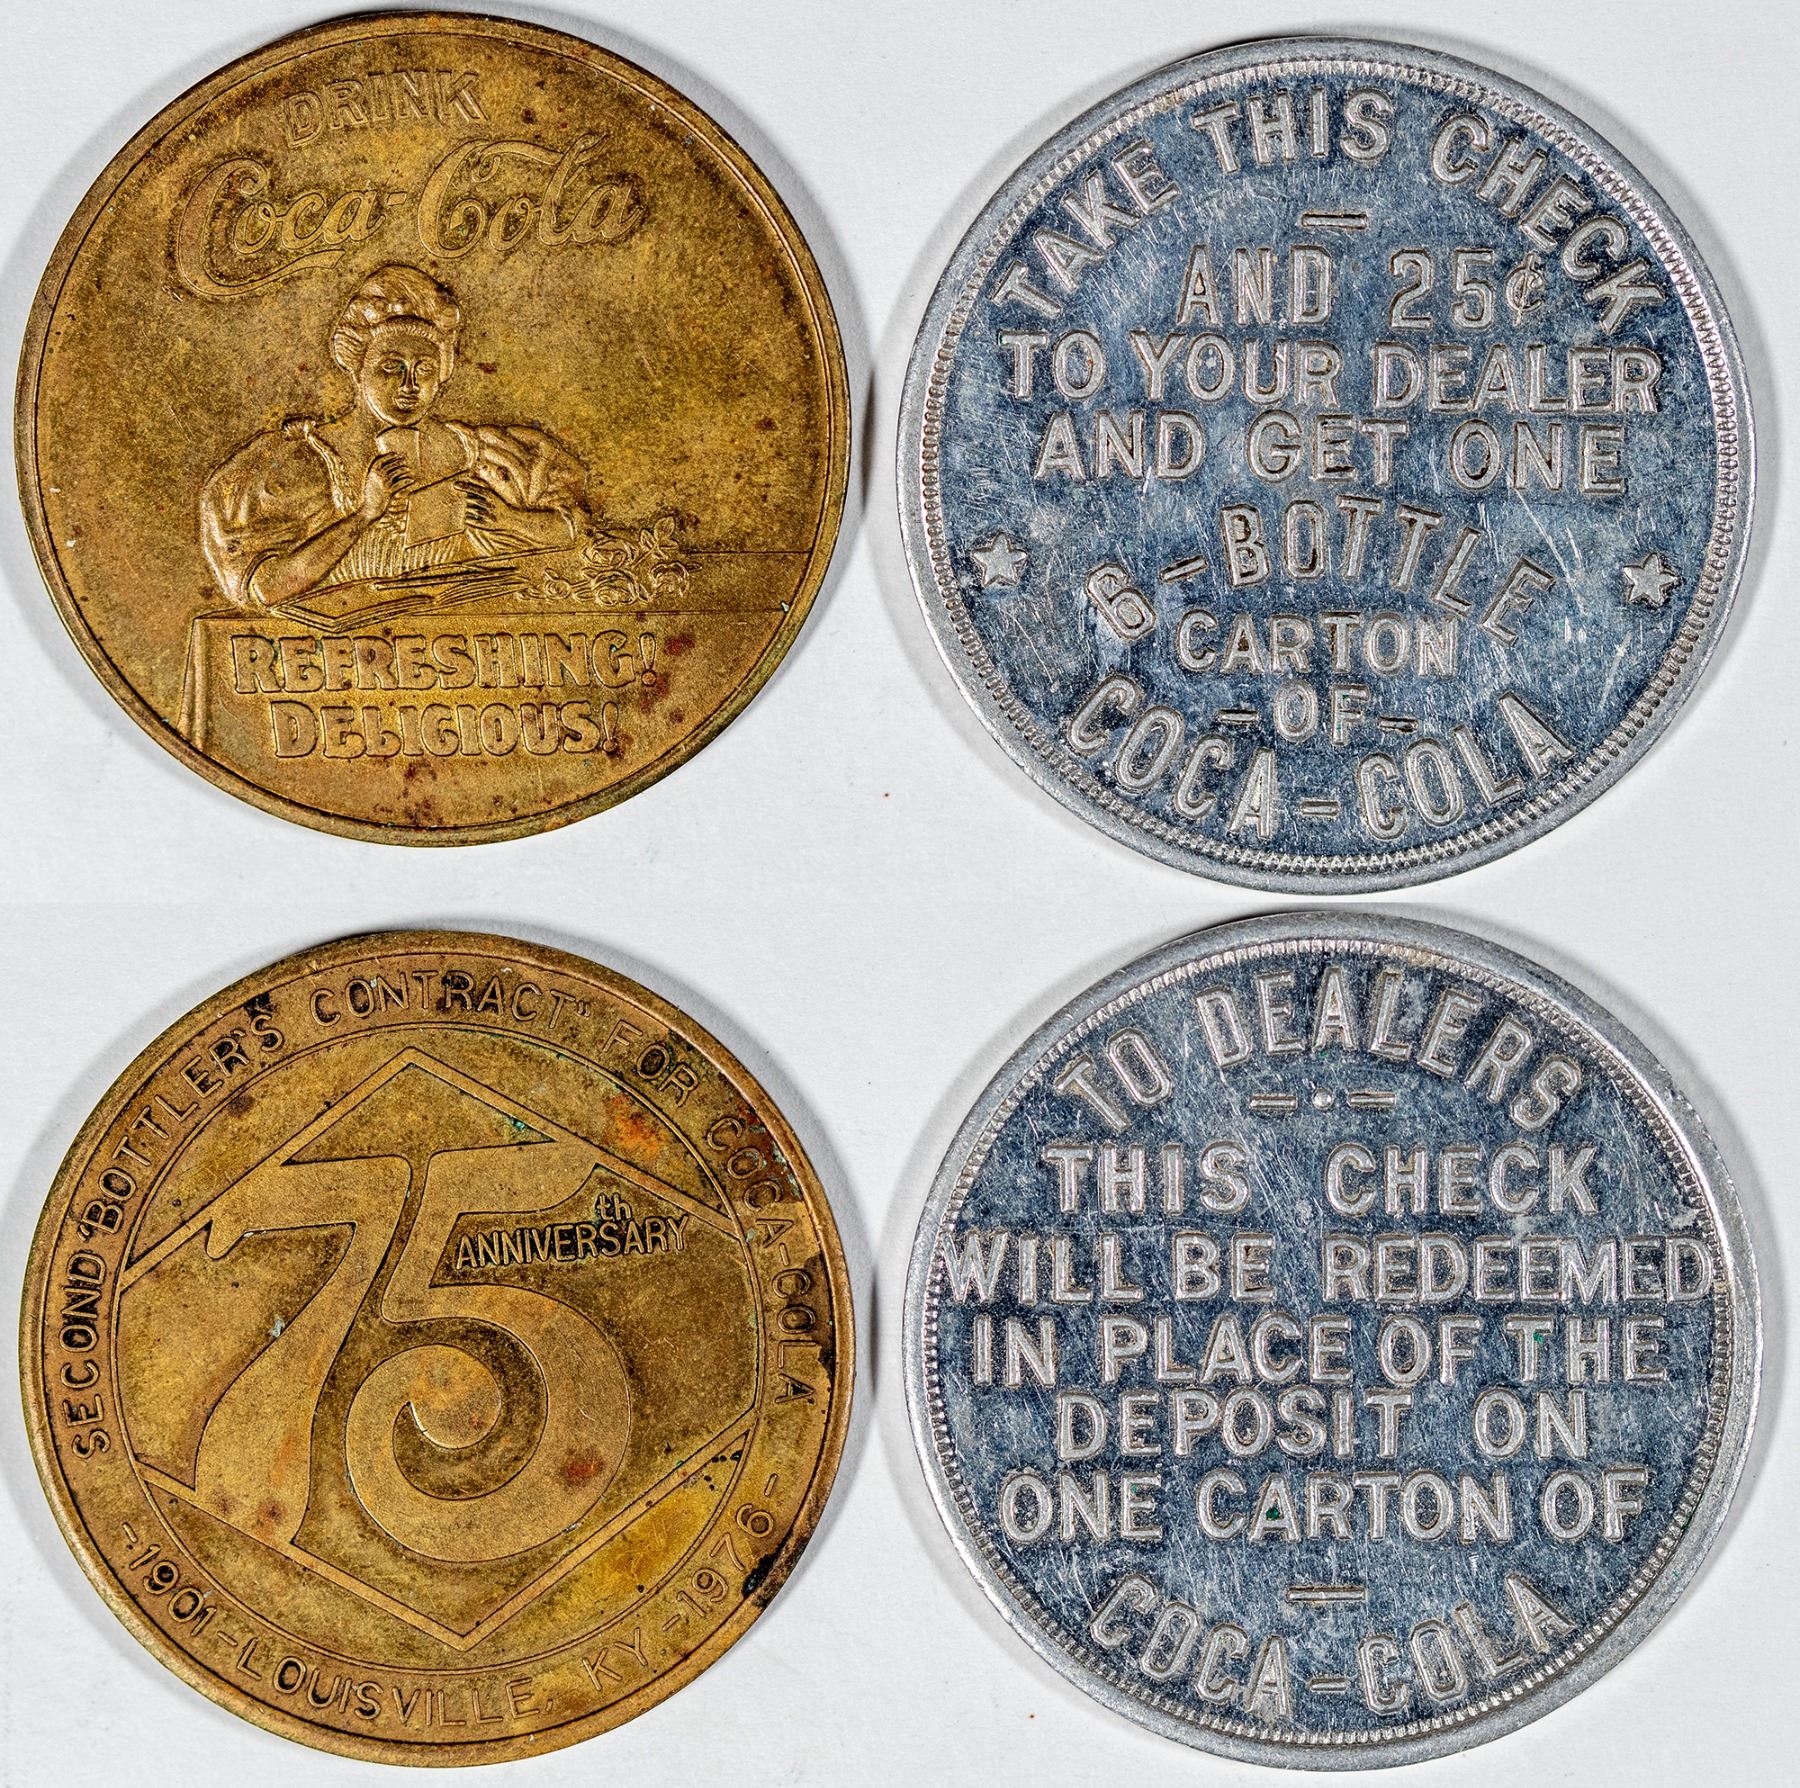 DRINK
Coca-Cola
REFRESHING!
DELICIOUS!
TAKE THIS CHECK
AND 25¢
TO YOUR DEALER
AND GET ONE
6-BOTTLE
CARTON
-OF-
COCA-COLA
SECOND "BOTTLER'S CONTRACT" FOR COCA-COLA
75th
ANNIVERSARY
-1901-LOUISVILLE, KY.-1976-
TO DEALERS
THIS CHECK
WILL BE REDEEMED
IN PLACE OF THE
DEPOSIT ON
ONE CARTON OF
COCA-COLA